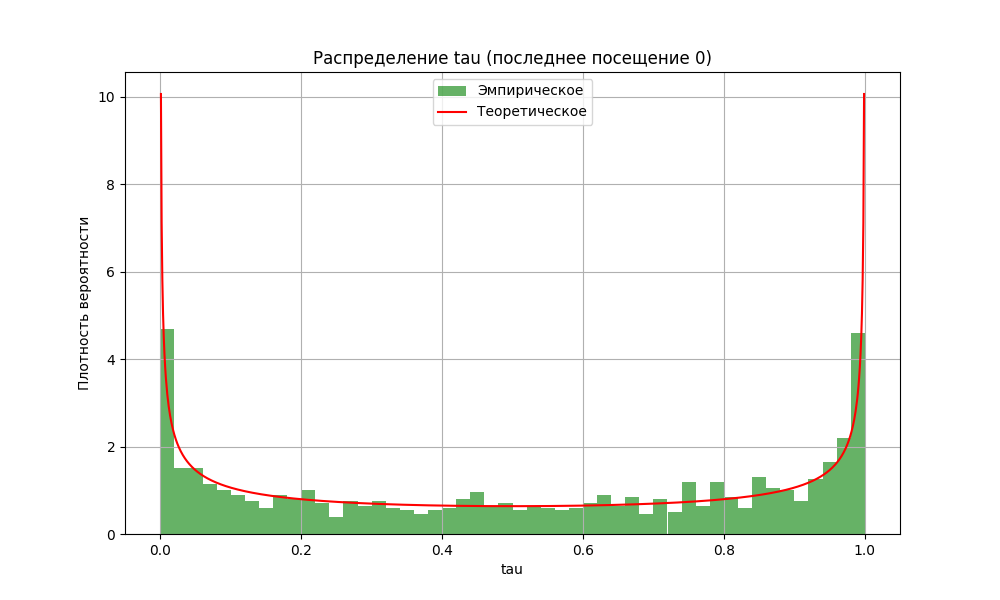 Распределение tau (последнее посещение 0)
Эмпирическое
Теоретическое
Плотность вероятности
10
8
6
4
2
0
0.0 0.2 0.4 0.6 0.8 1.0
tau